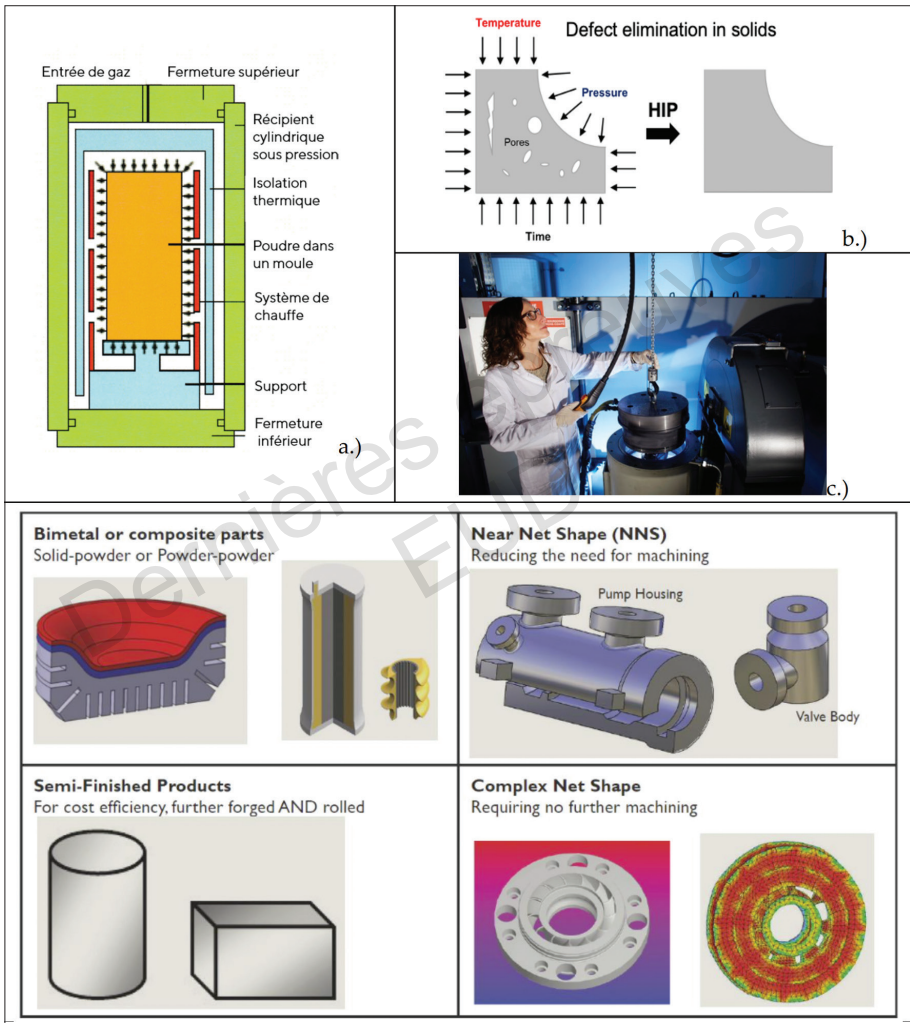 Entrée de gaz
Fermeture supérieur
Récipient
cylindrique
sous pression
Isolation
thermique
Poudre dans
un moule
Système de
chauffe
Support
Fermeture
inférieur
a.)
Temperature
Defect elimination in solids
Pressure
HIP
Pores
Time
b.)
c.)
Dernières épreuves
EUD
Bimetal or composite parts
Solid-powder or Powder-powder
Near Net Shape (NNS)
Reducing the need for machining
Pump Housing
Valve Body
Semi-Finished Products
For cost efficiency, further forged AND rolled
Complex Net Shape
Requiring no further machining